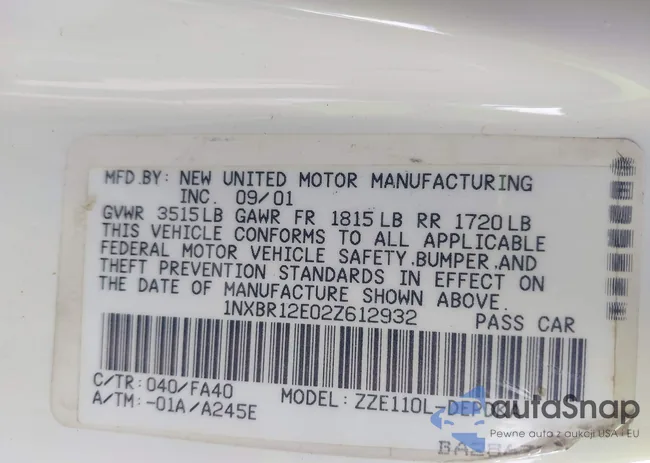 MFD.BY: NEW UNITED MOTOR MANUFACTURING
INC. 09/01
GVWR 3515LB GAWR FR 1815LB RR 1720LB
THIS VEHICLE CONFORMS TO ALL APPLICABLE
FEDERAL MOTOR VEHICLE SAFETY.BUMPER.AND
THEFT PREVENTION STANDARDS IN EFFECT ON
THE DATE OF MANUFACTURE SHOWN ABOVE.
1NXBR12E02Z612932 PASS CAR
C/TR: 040/FA40 MODEL: ZZE110L-
A/TM: -01A/A245E
autoSnap
Pewne auta z aukcji USA i EU